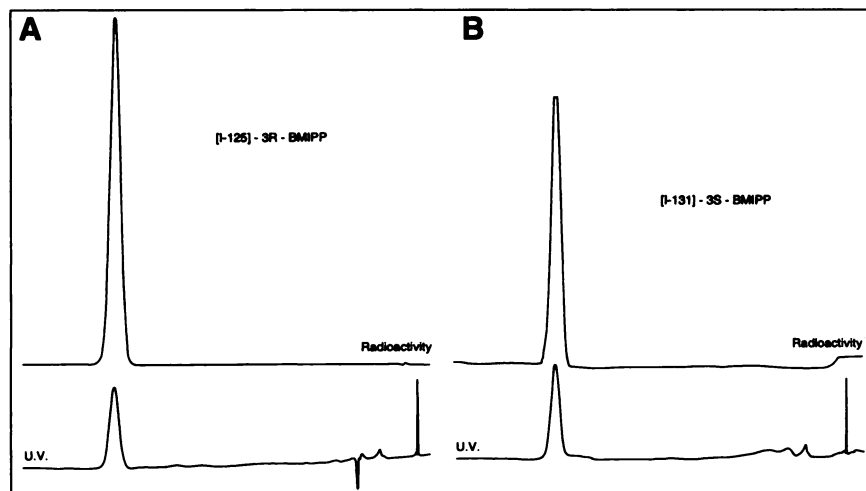 A
[I-125] - 3R - BMIPP
Radioactivity
U.V.
B
[I-131] - 3S - BMIPP
Radioactivity
U.V.